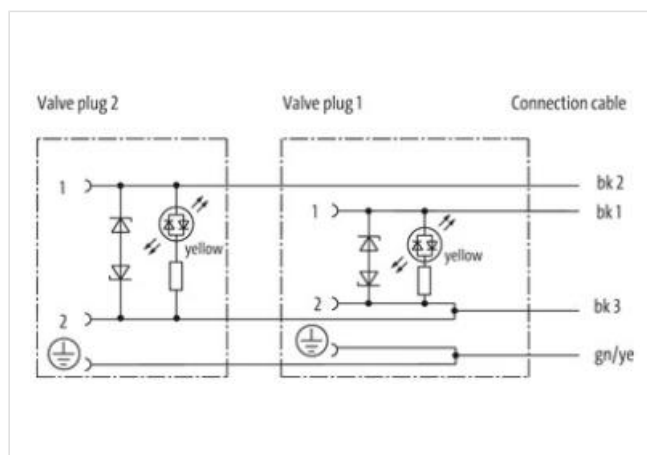 Valve plug 2
Valve plug 1
Connection cable
1
bk 2
1
bk 1
yellow
yellow
2
bk 3
2
gn/ye